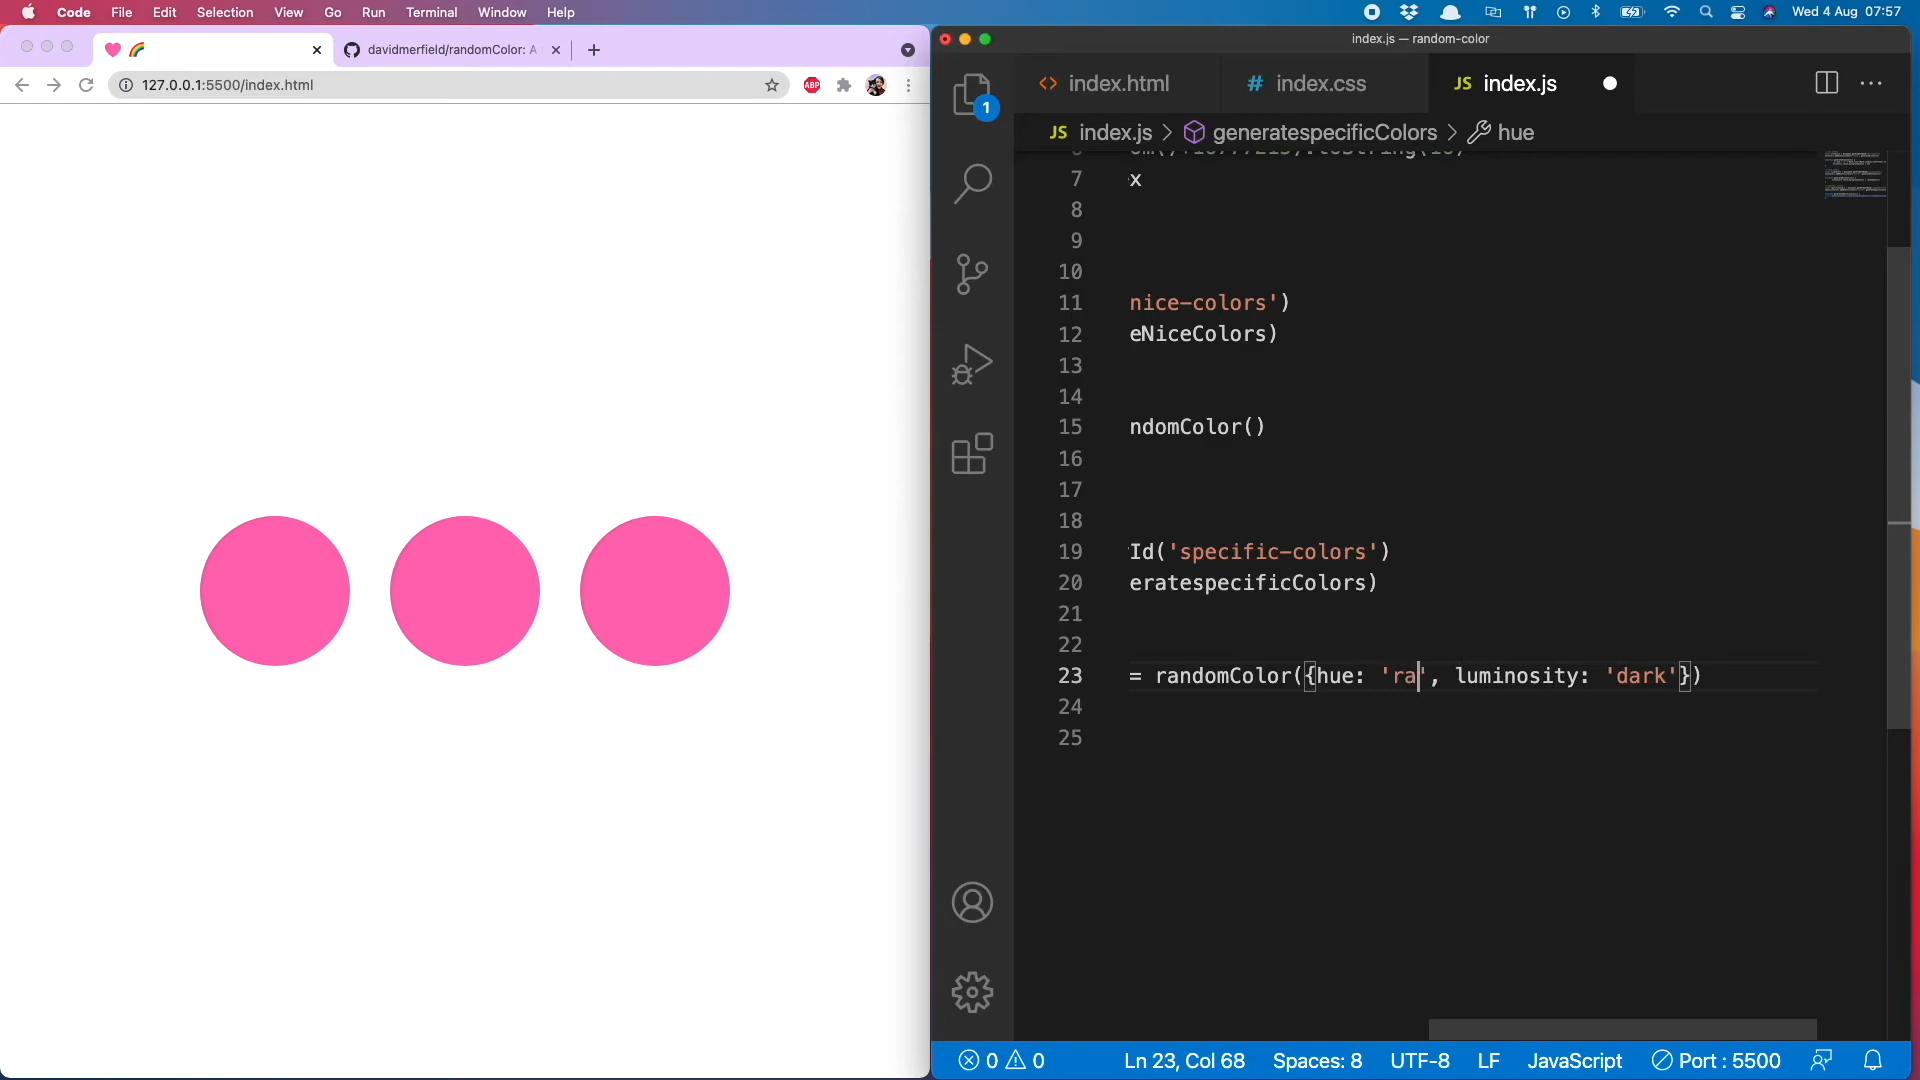 Code File Edit Selection View Go Run Terminal Window Help
Wed 4 Aug 07:57
davidmerfield/randomColor: A
127.0.0.1:5500/index.html
ABP
index.js — random-color
1
index.html
# index.css
JS index.js
JS index.js > generatespecificColors > hue
7 x
8
9
10
11 nice-colors')
12 eNiceColors)
13
14
15 ndomColor()
16
17
18
19 Id('specific-colors')
20 eratespecificColors)
21
22
23 = randomColor({hue: 'ra', luminosity: 'dark'})
24
25
0 0 Ln 23, Col 68 Spaces: 8 UTF-8 LF JavaScript Port : 5500